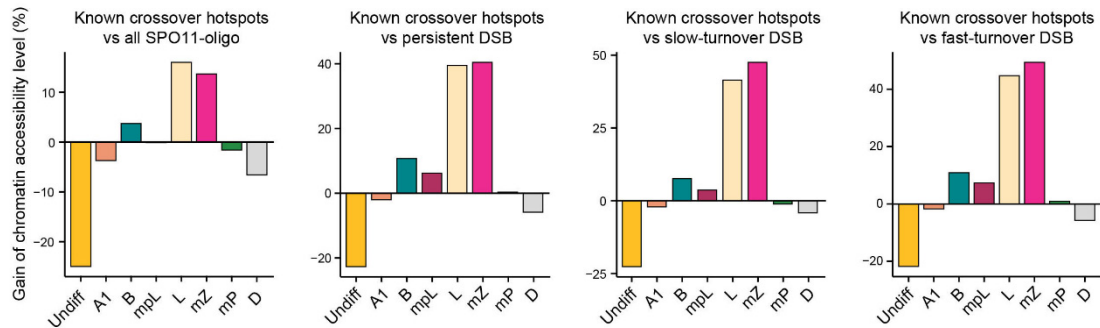 Known crossover hotspots
vs all SPO11-oligo
Known crossover hotspots
vs persistent DSB
Known crossover hotspots
vs slow-turnover DSB
Known crossover hotspots
vs fast-turnover DSB
Gain of chromatin accessibility level (%)
10
0
−10
−20
Undiff
A1
B
mpL
L
mZ
mP
D
40
20
0
−20
Undiff
A1
B
mpL
L
mZ
mP
D
50
25
0
−25
Undiff
A1
B
mpL
L
mZ
mP
D
40
20
0
−20
Undiff
A1
B
mpL
L
mZ
mP
D